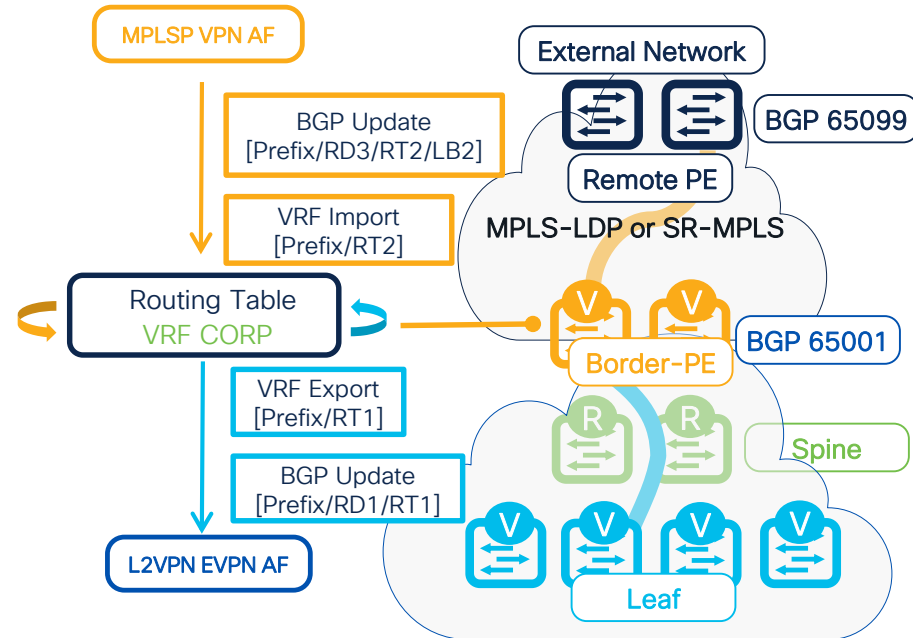 MPLSP VPN AF
BGP Update
[Prefix/RD3/RT2/LB2]
VRF Import
[Prefix/RT2]
Routing Table
VRF CORP
VRF Export
[Prefix/RT1]
BGP Update
[Prefix/RD1/RT1]
L2VPN EVPN AF
External Network
BGP 65099
Remote PE
MPLS-LDP or SR-MPLS
V
V
BGP 65001
Border-PE
R
R
Spine
V
V
V
V
Leaf